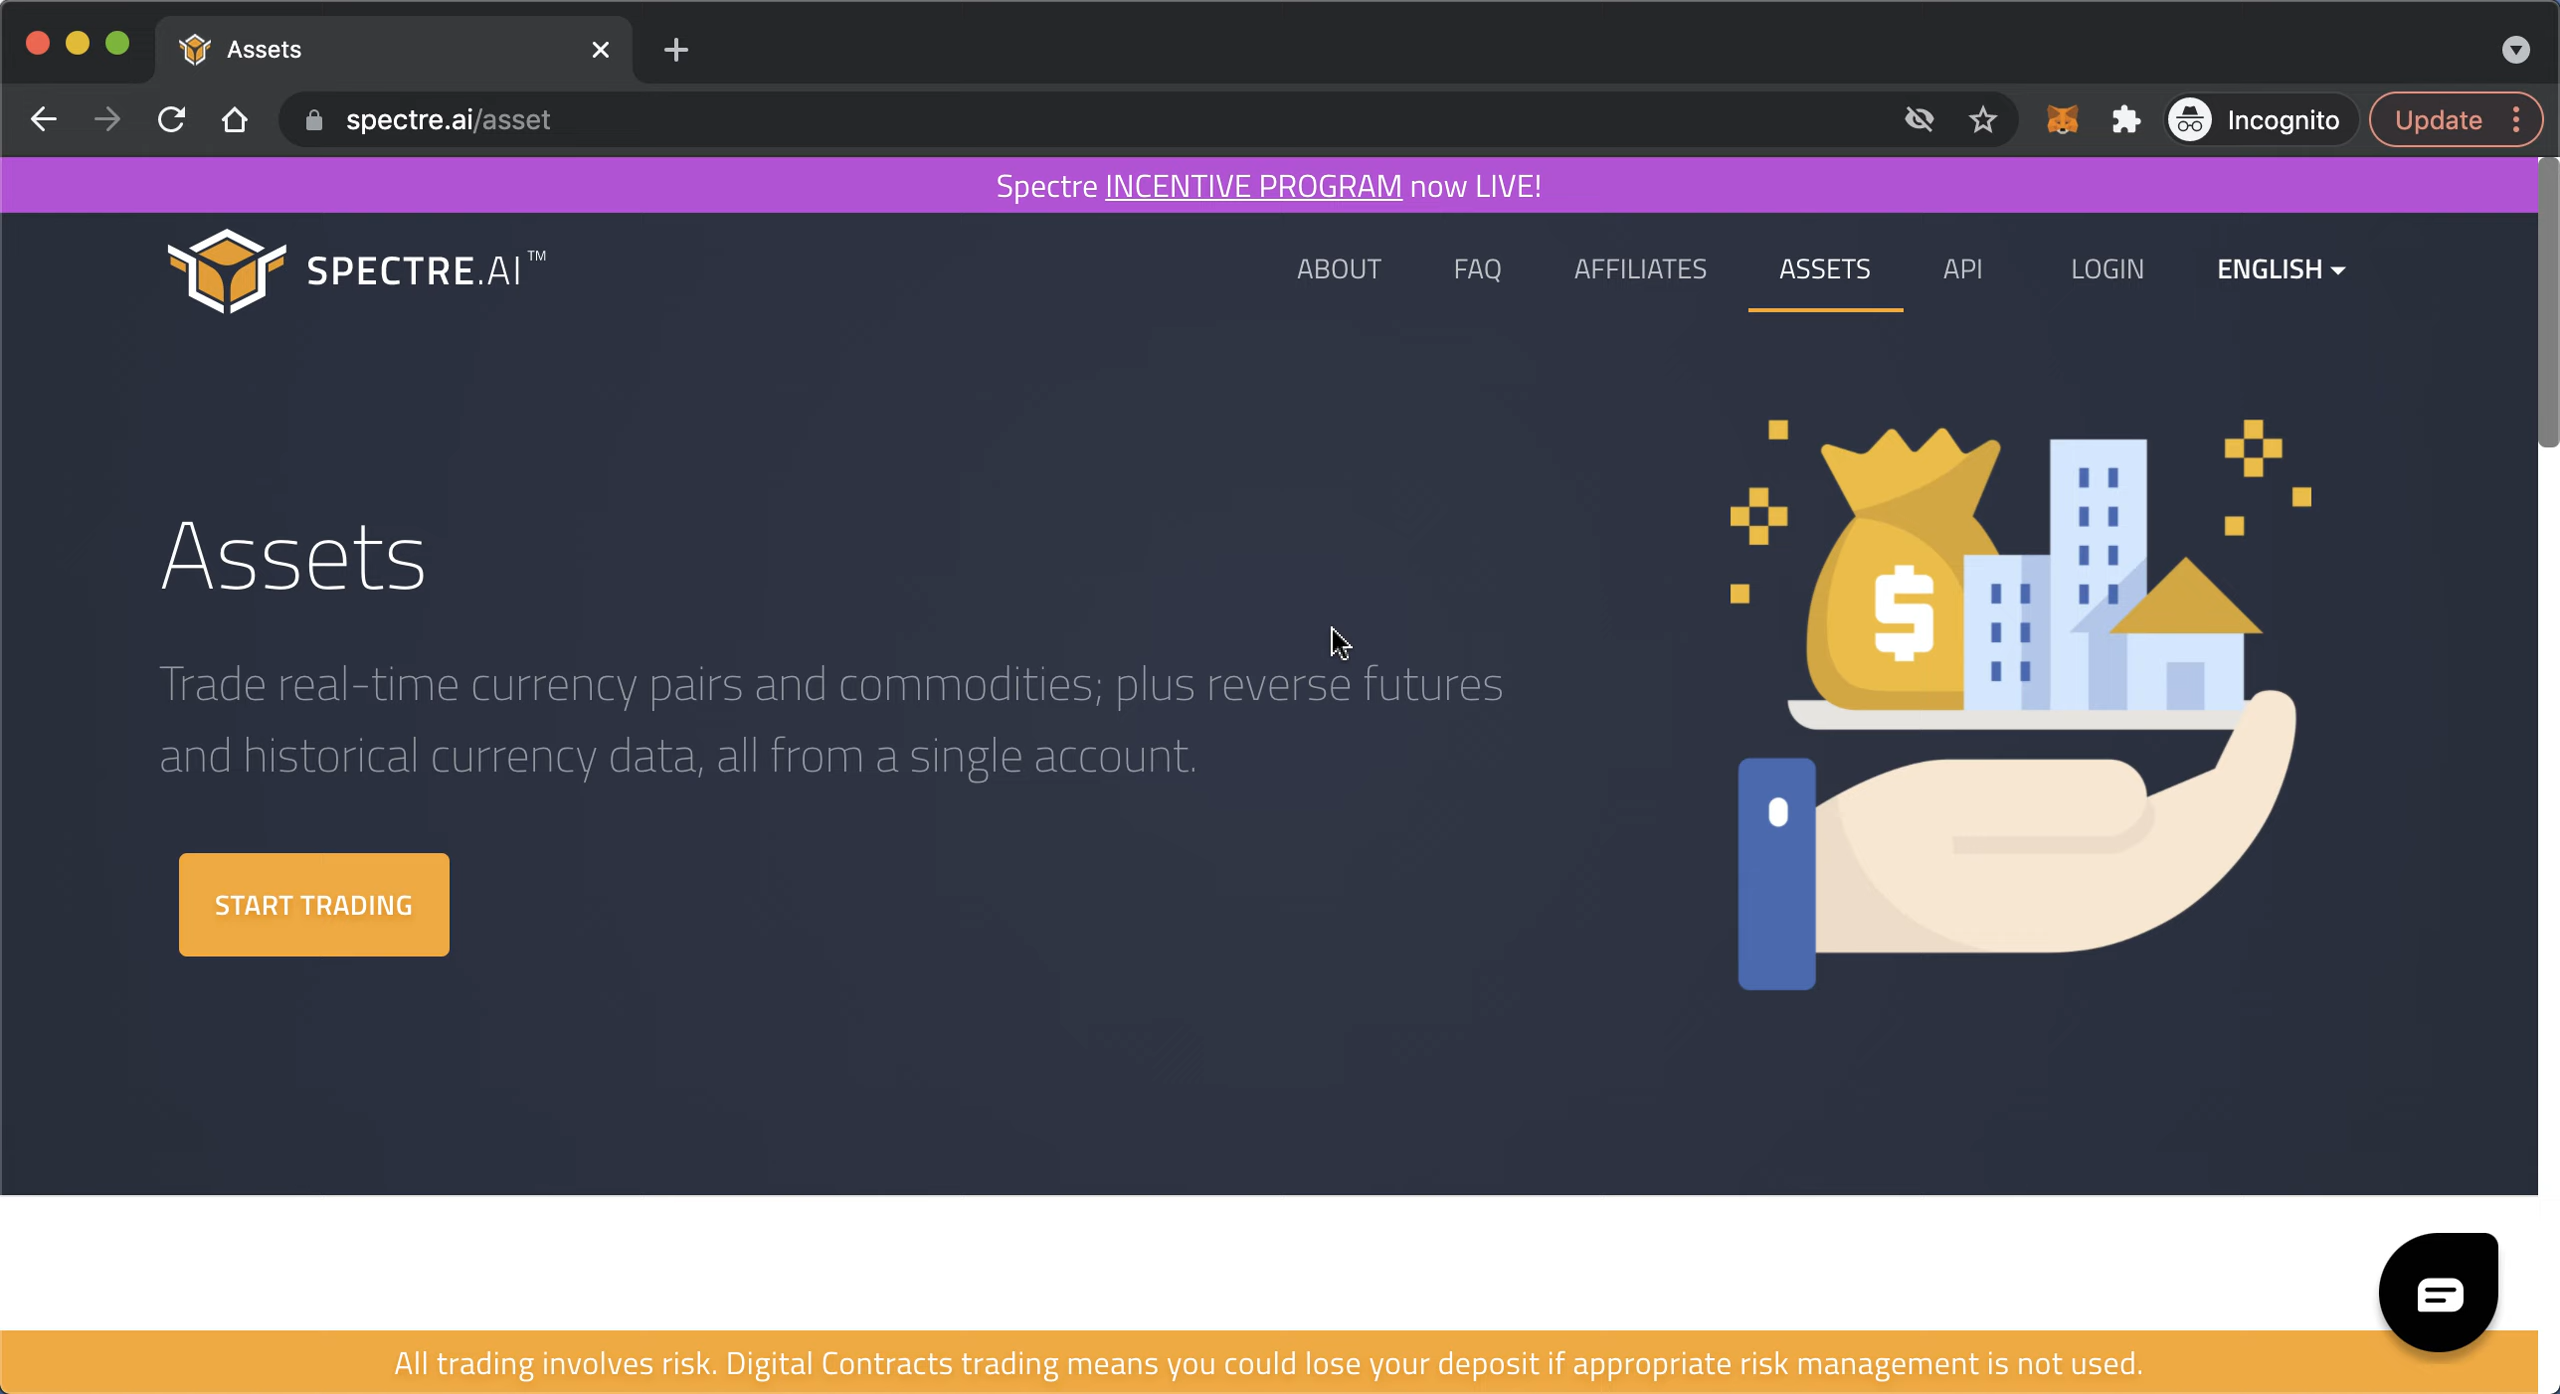 Assets
spectre.ai/asset
Incognito
Update
Spectre INCENTIVE PROGRAM now LIVE!
SPECTRE.AI™
ABOUT
FAQ
AFFILIATES
ASSETS
API
LOGIN
ENGLISH
Assets
Trade real-time currency pairs and commodities; plus reverse futures
and historical currency data, all from a single account.
$
START TRADING
All trading involves risk. Digital Contracts trading means you could lose your deposit if appropriate risk management is not used.